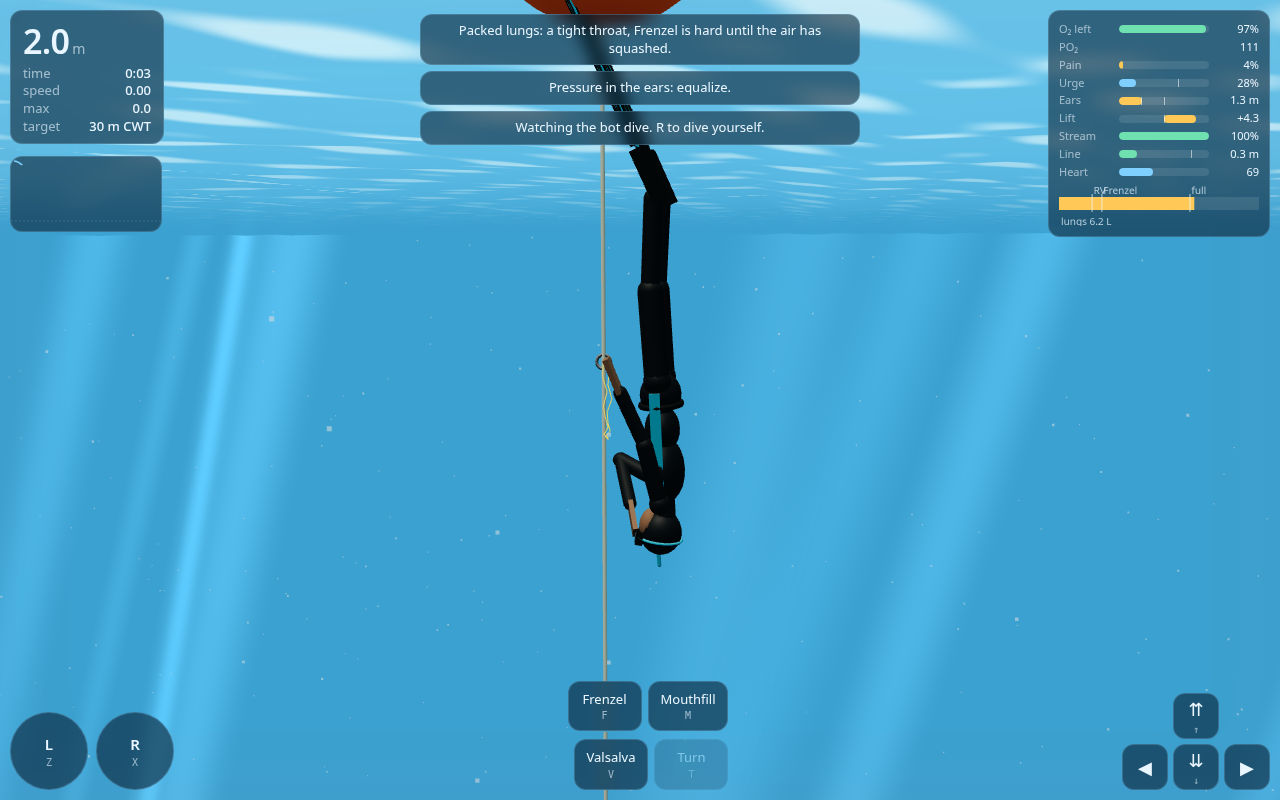 2.0 m
time 0:03
speed 0.00
max 0.0
target 30 m CWT
Packed lungs: a tight throat, Frenzel is hard until the air has
squashed.
Pressure in the ears: equalize.
Watching the bot dive. R to dive yourself.
O₂ left 97%
PO₂ 111
Pain 4%
Urge 28%
Ears 1.3 m
Lift +4.3
Stream 100%
Line 0.3 m
Heart 69
RV Frenzel full
lungs 6.2 L
Frenzel Mouthfill
F M
Valsalva Turn
V T
L R
Z X
⇈
↑
◀ ⇊ ▶
↓